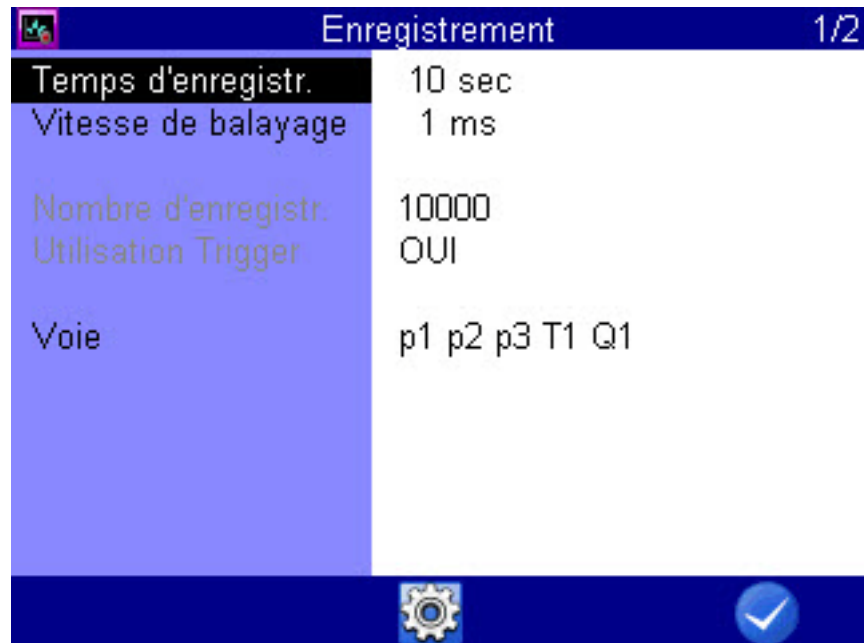 Enregistrement 1/2
Temps d'enregistr. 10 sec
Vitesse de balayage 1 ms
Nombre d'enregistr. 10000
Utilisation Trigger OUI
Voie p1 p2 p3 T1 Q1